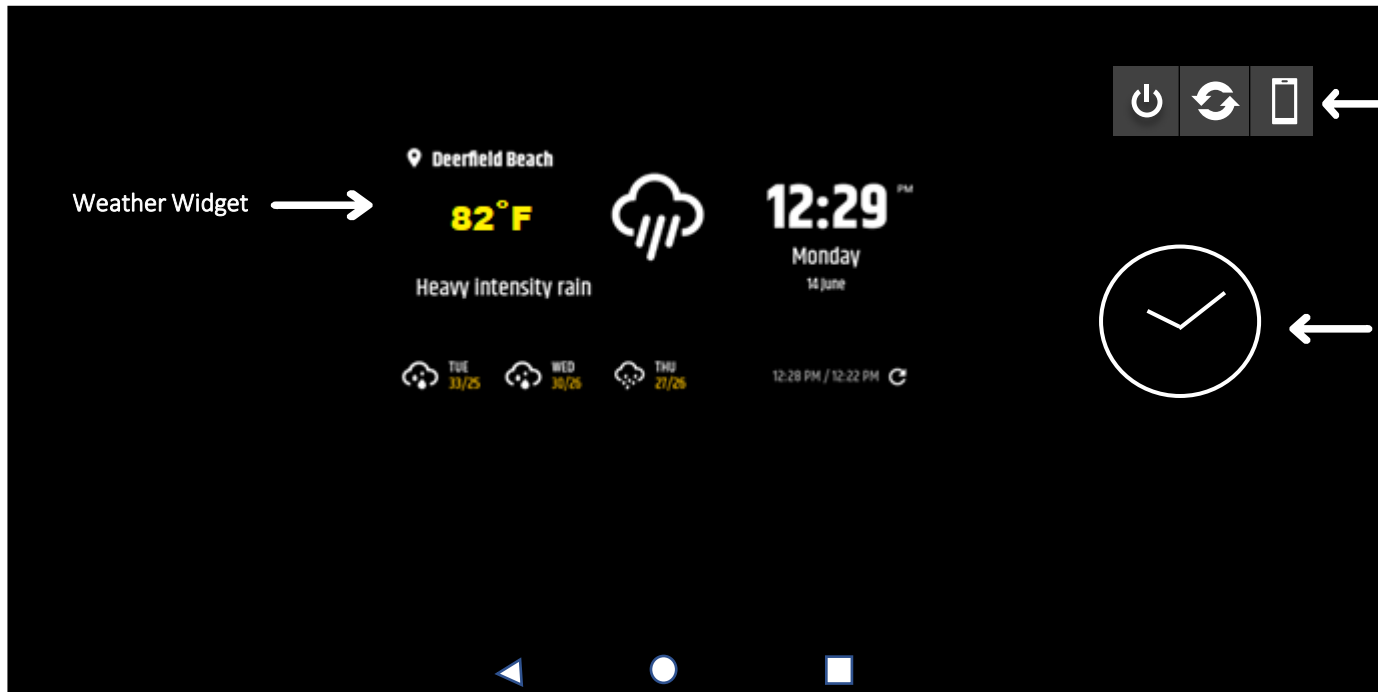 Deerfield Beach
Weather Widget
82°F
12:29 PM
Monday
14 June
Heavy intensity rain
TUE
33/25
WED
30/26
THU
27/26
12:28 PM / 12:22 PM